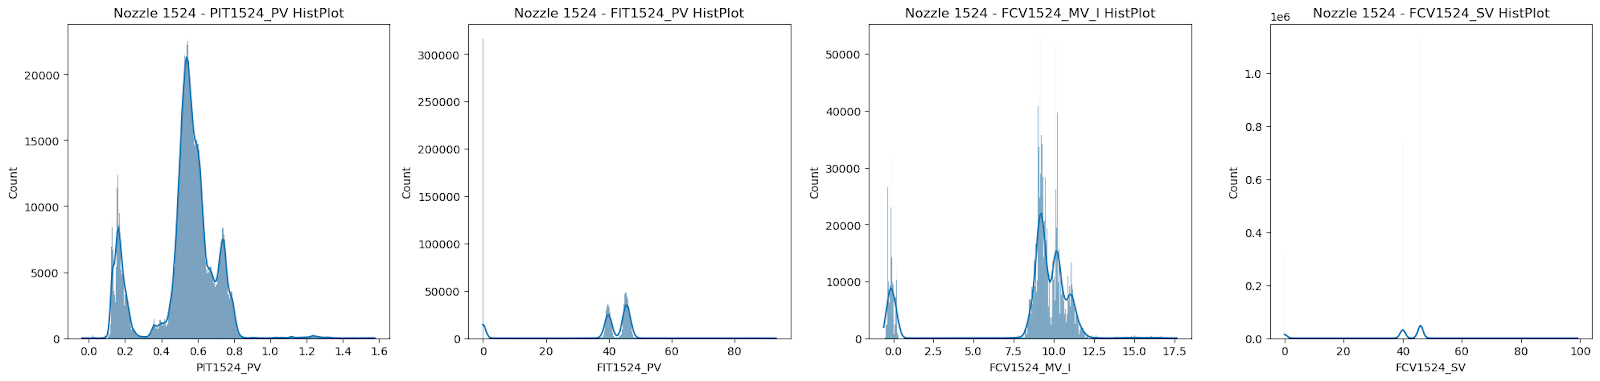 Nozzle 1524 - PIT1524_PV HistPlot
20000
15000
10000
5000
0
Count
0.0 0.2 0.4 0.6 0.8 1.0 1.2 1.4 1.6
PIT1524_PV
Nozzle 1524 - FIT1524_PV HistPlot
300000
250000
200000
150000
100000
50000
0
Count
0 20 40 60 80
FIT1524_PV
Nozzle 1524 - FCV1524_MV_I HistPlot
50000
40000
30000
20000
10000
0
Count
0.0 2.5 5.0 7.5 10.0 12.5 15.0 17.5
FCV1524_MV_I
Nozzle 1524 - FCV1524_SV HistPlot
1e6
1.0
0.8
0.6
0.4
0.2
0.0
Count
0 20 40 60 80 100
FCV1524_SV